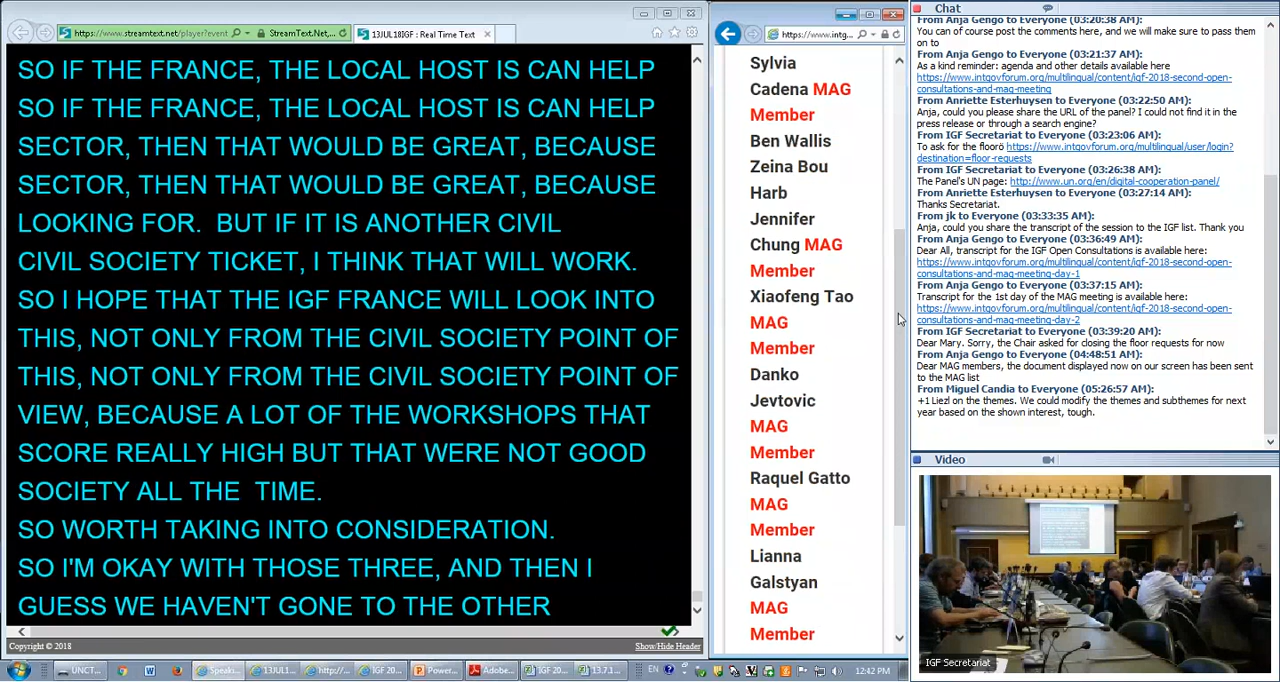 https://www.streamtext.net/player?event
StreamText.Net,...
13JUL18IGF : Real Time Text
SO IF THE FRANCE, THE LOCAL HOST IS CAN HELP
SO IF THE FRANCE, THE LOCAL HOST IS CAN HELP
SECTOR, THEN THAT WOULD BE GREAT, BECAUSE
SECTOR, THEN THAT WOULD BE GREAT, BECAUSE
LOOKING FOR.  BUT IF IT IS ANOTHER CIVIL
CIVIL SOCIETY TICKET, I THINK THAT WILL WORK.
SO I HOPE THAT THE IGF FRANCE WILL LOOK INTO
THIS, NOT ONLY FROM THE CIVIL SOCIETY POINT OF
THIS, NOT ONLY FROM THE CIVIL SOCIETY POINT OF
VIEW, BECAUSE A LOT OF THE WORKSHOPS THAT
SCORE REALLY HIGH BUT THAT WERE NOT GOOD
SOCIETY ALL THE  TIME.
SO WORTH TAKING INTO CONSIDERATION.
SO I'M OKAY WITH THOSE THREE, AND THEN I
GUESS WE HAVEN'T GONE TO THE OTHER
Copyright © 2018
Show/Hide Header
https://www.intg...
Sylvia
Cadena MAG
Member
Ben Wallis
Zeina Bou
Harb
Jennifer
Chung MAG
Member
Xiaofeng Tao
MAG
Member
Danko
Jevtovic
MAG
Member
Raquel Gatto
MAG
Member
Lianna
Galstyan
MAG
Member
Chat
From Anja Gengo to Everyone (03:20:38 AM):
You can of course post the comments here, and we will make sure to pass them
on to
From Anja Gengo to Everyone (03:21:37 AM):
As a kind reminder: agenda and other details available here
https://www.intgovforum.org/multilingual/content/igf-2018-second-open-
consultations-and-mag-meeting
From Anriette Esterhuysen to Everyone (03:22:50 AM):
Anja, could you please share the URL of the panel? I could not find it in the
press release or through a search engine?
From IGF Secretariat to Everyone (03:23:06 AM):
To ask for the floorö https://www.intgovforum.org/multilingual/user/login?
destination=floor-requests
From IGF Secretariat to Everyone (03:26:38 AM):
The Panel's UN page: http://www.un.org/en/digital-cooperation-panel/
From Anriette Esterhuysen to Everyone (03:27:14 AM):
Thanks Secretariat.
From jk to Everyone (03:33:35 AM):
Anja, could you share the transcript of the session to the IGF list. Thank you
From Anja Gengo to Everyone (03:36:49 AM):
Dear All, transcript for the IGF Open Consultations is available here:
https://www.intgovforum.org/multilingual/content/igf-2018-second-open-
consultations-and-mag-meeting-day-1
From Anja Gengo to Everyone (03:37:15 AM):
Transcript for the 1st day of the MAG meeting is available here:
https://www.intgovforum.org/multilingual/content/igf-2018-second-open-
consultations-and-mag-meeting-day-2
From IGF Secretariat to Everyone (03:39:20 AM):
Dear Mary. Sorry, the Chair asked for closing the floor requests for now
From Anja Gengo to Everyone (04:48:51 AM):
Dear MAG members, the document displayed now on our screen has been sent
to the MAG list
From Miguel Candia to Everyone (05:26:57 AM):
+1 Liezl on the themes. We could modify the themes and subthemes for next
year based on the shown interest, tough.
Video
IGF Secretariat
UNCT...
Speaki...
13JUL1...
http://...
IGF 20...
Power...
Adobe...
IGF 20...
13.7.1...
EN
12:42 PM